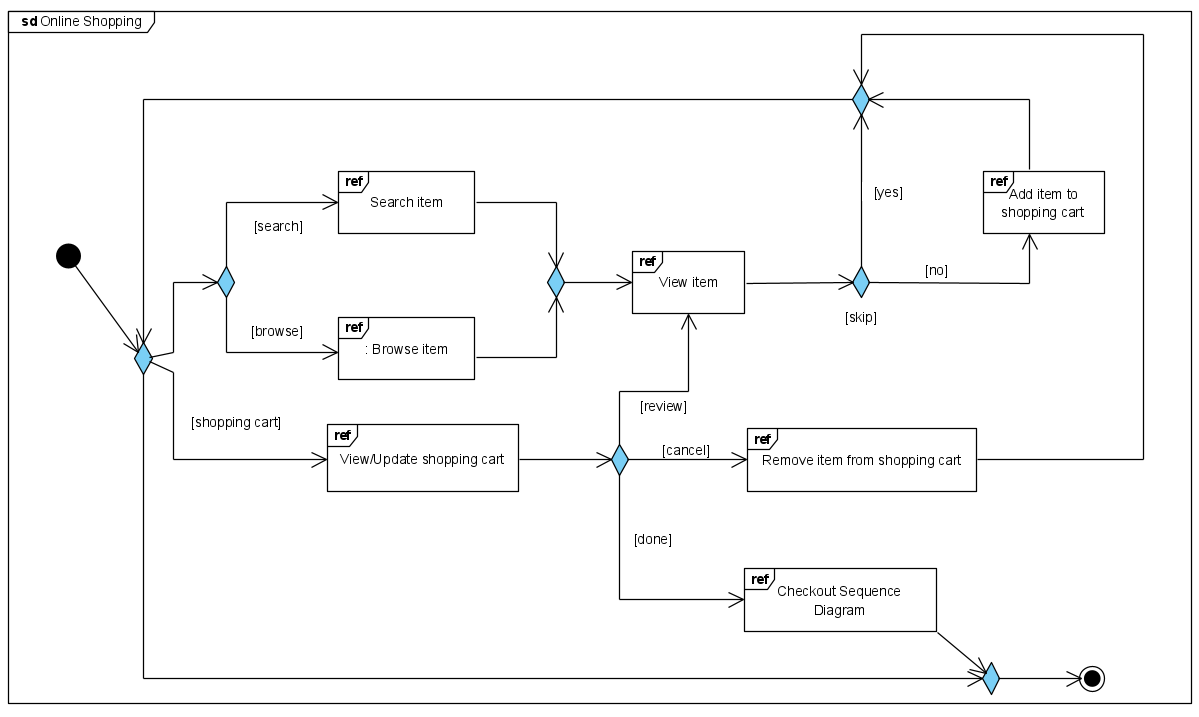 sd Online Shopping
ref
Search item
[search]
[browse]
ref
: Browse item
ref
View item
[yes]
[no]
[skip]
ref
Add item to
shopping cart
[shopping cart]
ref
View/Update shopping cart
[review]
[cancel]
ref
Remove item from shopping cart
[done]
ref
Checkout Sequence
Diagram